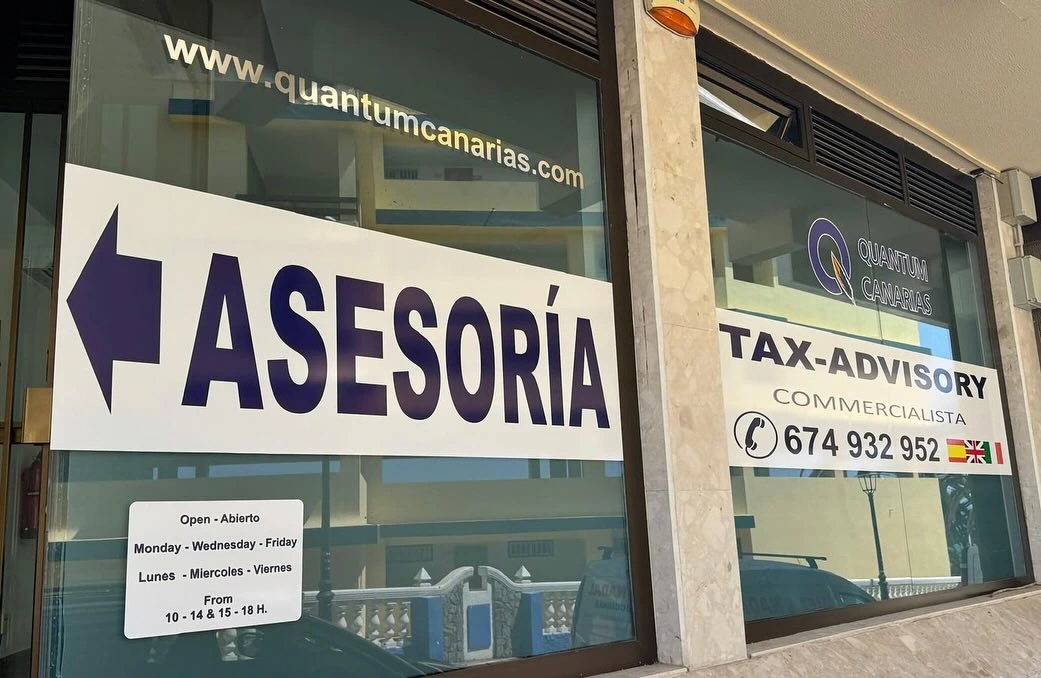 www.quantumcanarias.com
ASESORÍA
Open - Abierto
Monday - Wednesday - Friday
Lunes - Miercoles - Viernes
From
10 - 14 & 15 - 18 H.
QUANTUM
CANARIAS
TAX-ADVISORY
COMMERCIALISTA
674 932 952